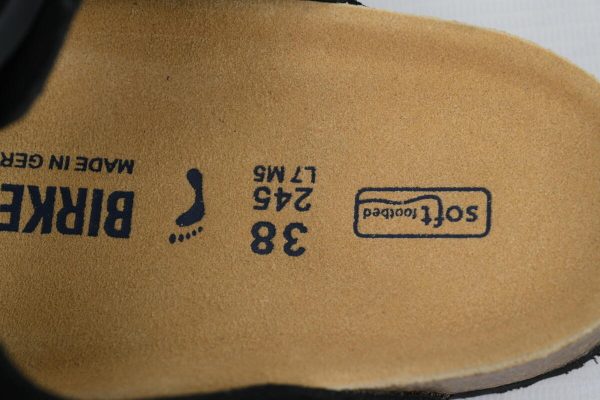 soft
footbed
38
245
L7 M5
BIRKE
MADE IN GER